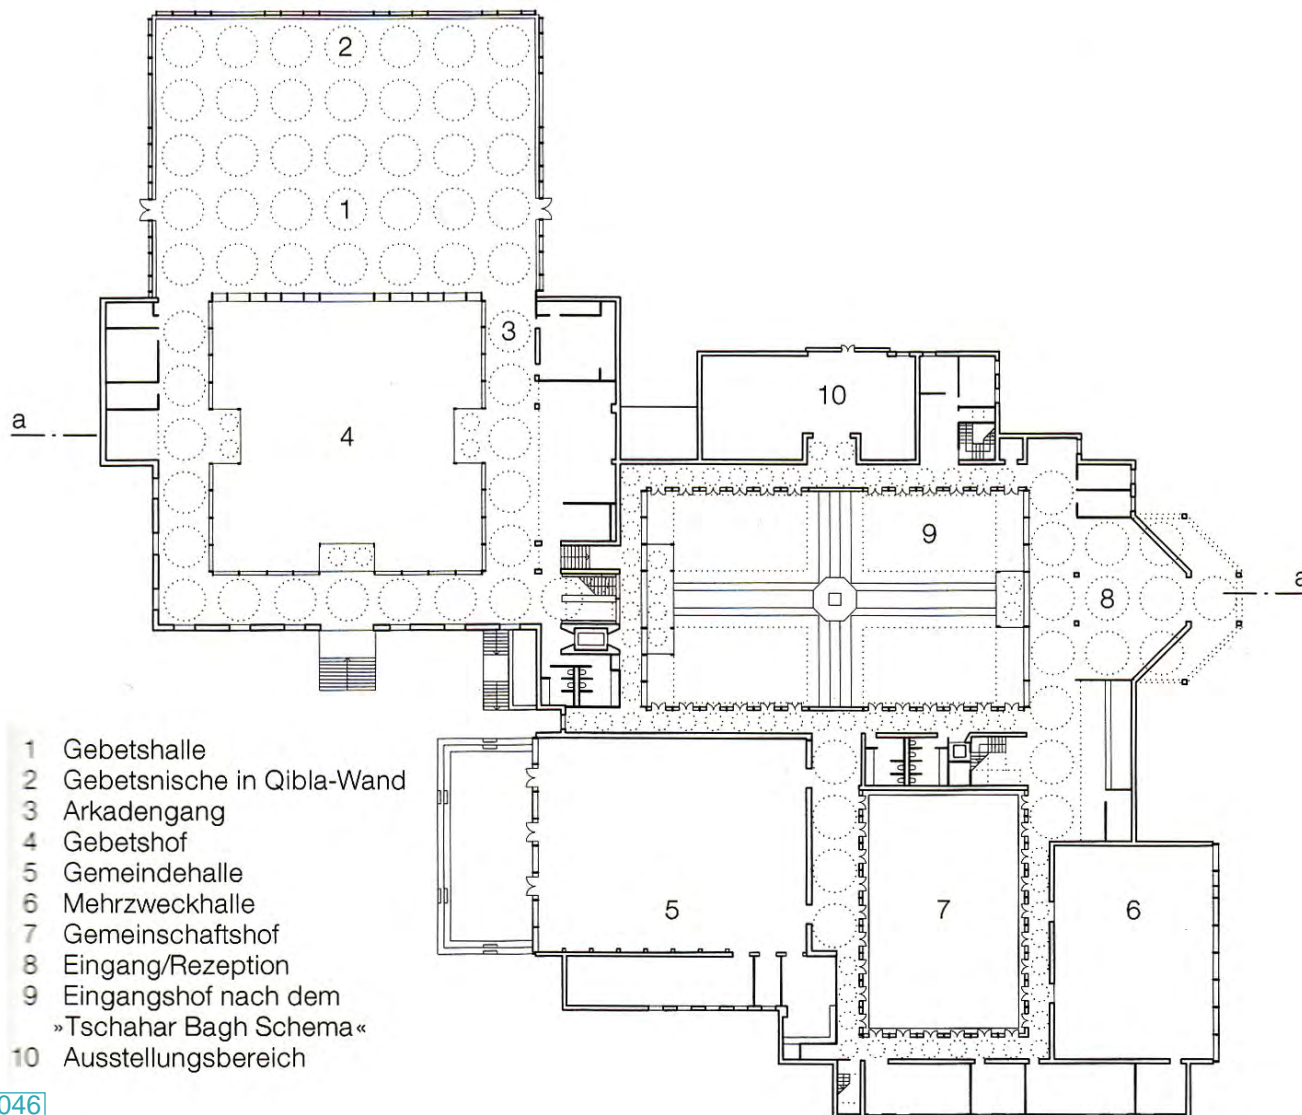 2
1
3
10
a
4
9
8
a
5
7
6
1 Gebetshalle
2 Gebetsnische in Qibla-Wand
3 Arkadengang
4 Gebetshof
5 Gemeindehalle
6 Mehrzweckhalle
7 Gemeinschaftshof
8 Eingang/Rezeption
9 Eingangshof nach dem
»Tschahar Bagh Schema«
10 Ausstellungsbereich
046